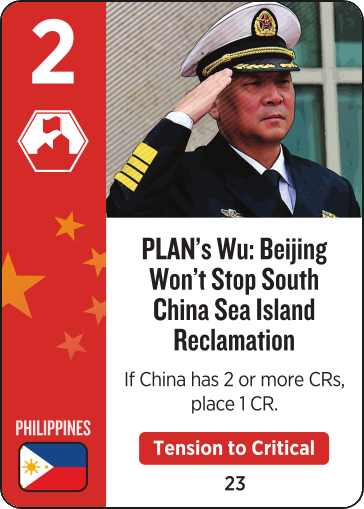 2
PLAN’s Wu: Beijing
Won’t Stop South
China Sea Island
Reclamation
If China has 2 or more CRs,
place 1 CR.
PHILIPPINES
Tension to Critical
23